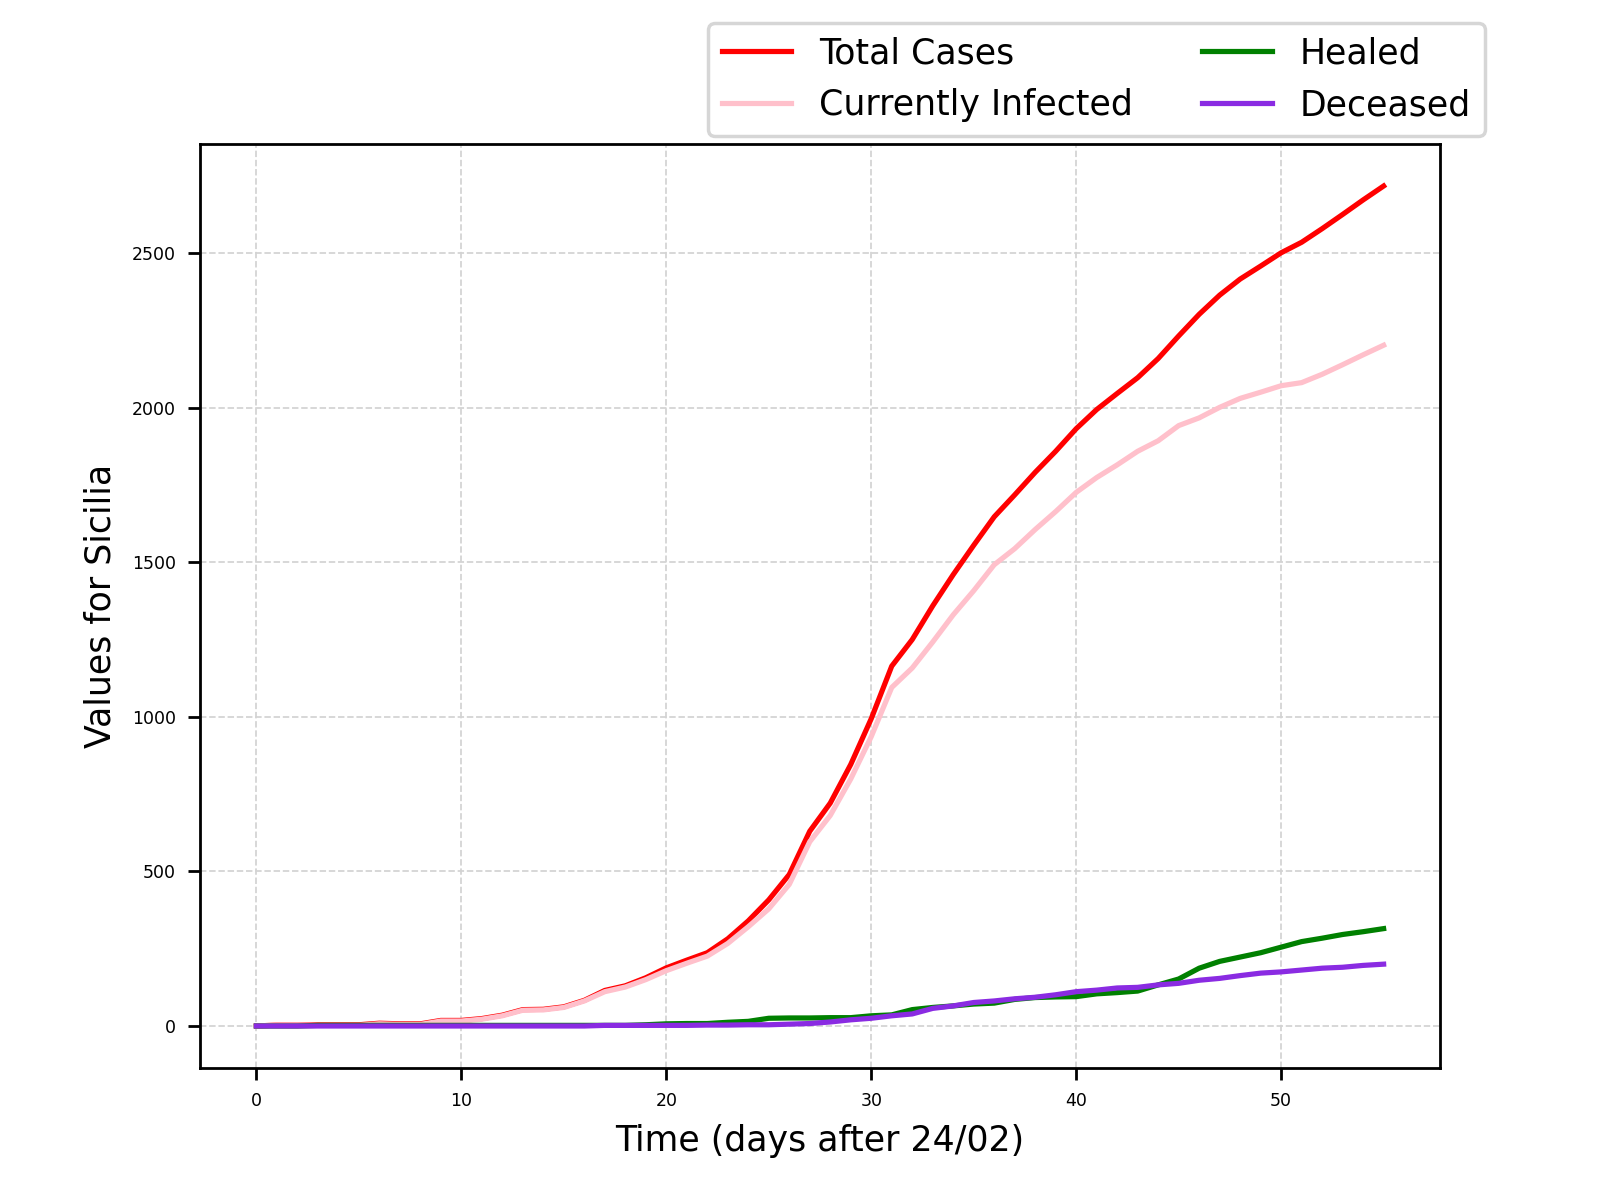 Total Cases
Currently Infected
Healed
Deceased
2500
2000
1500
1000
500
0
Values for Sicilia
0 10 20 30 40 50
Time (days after 24/02)